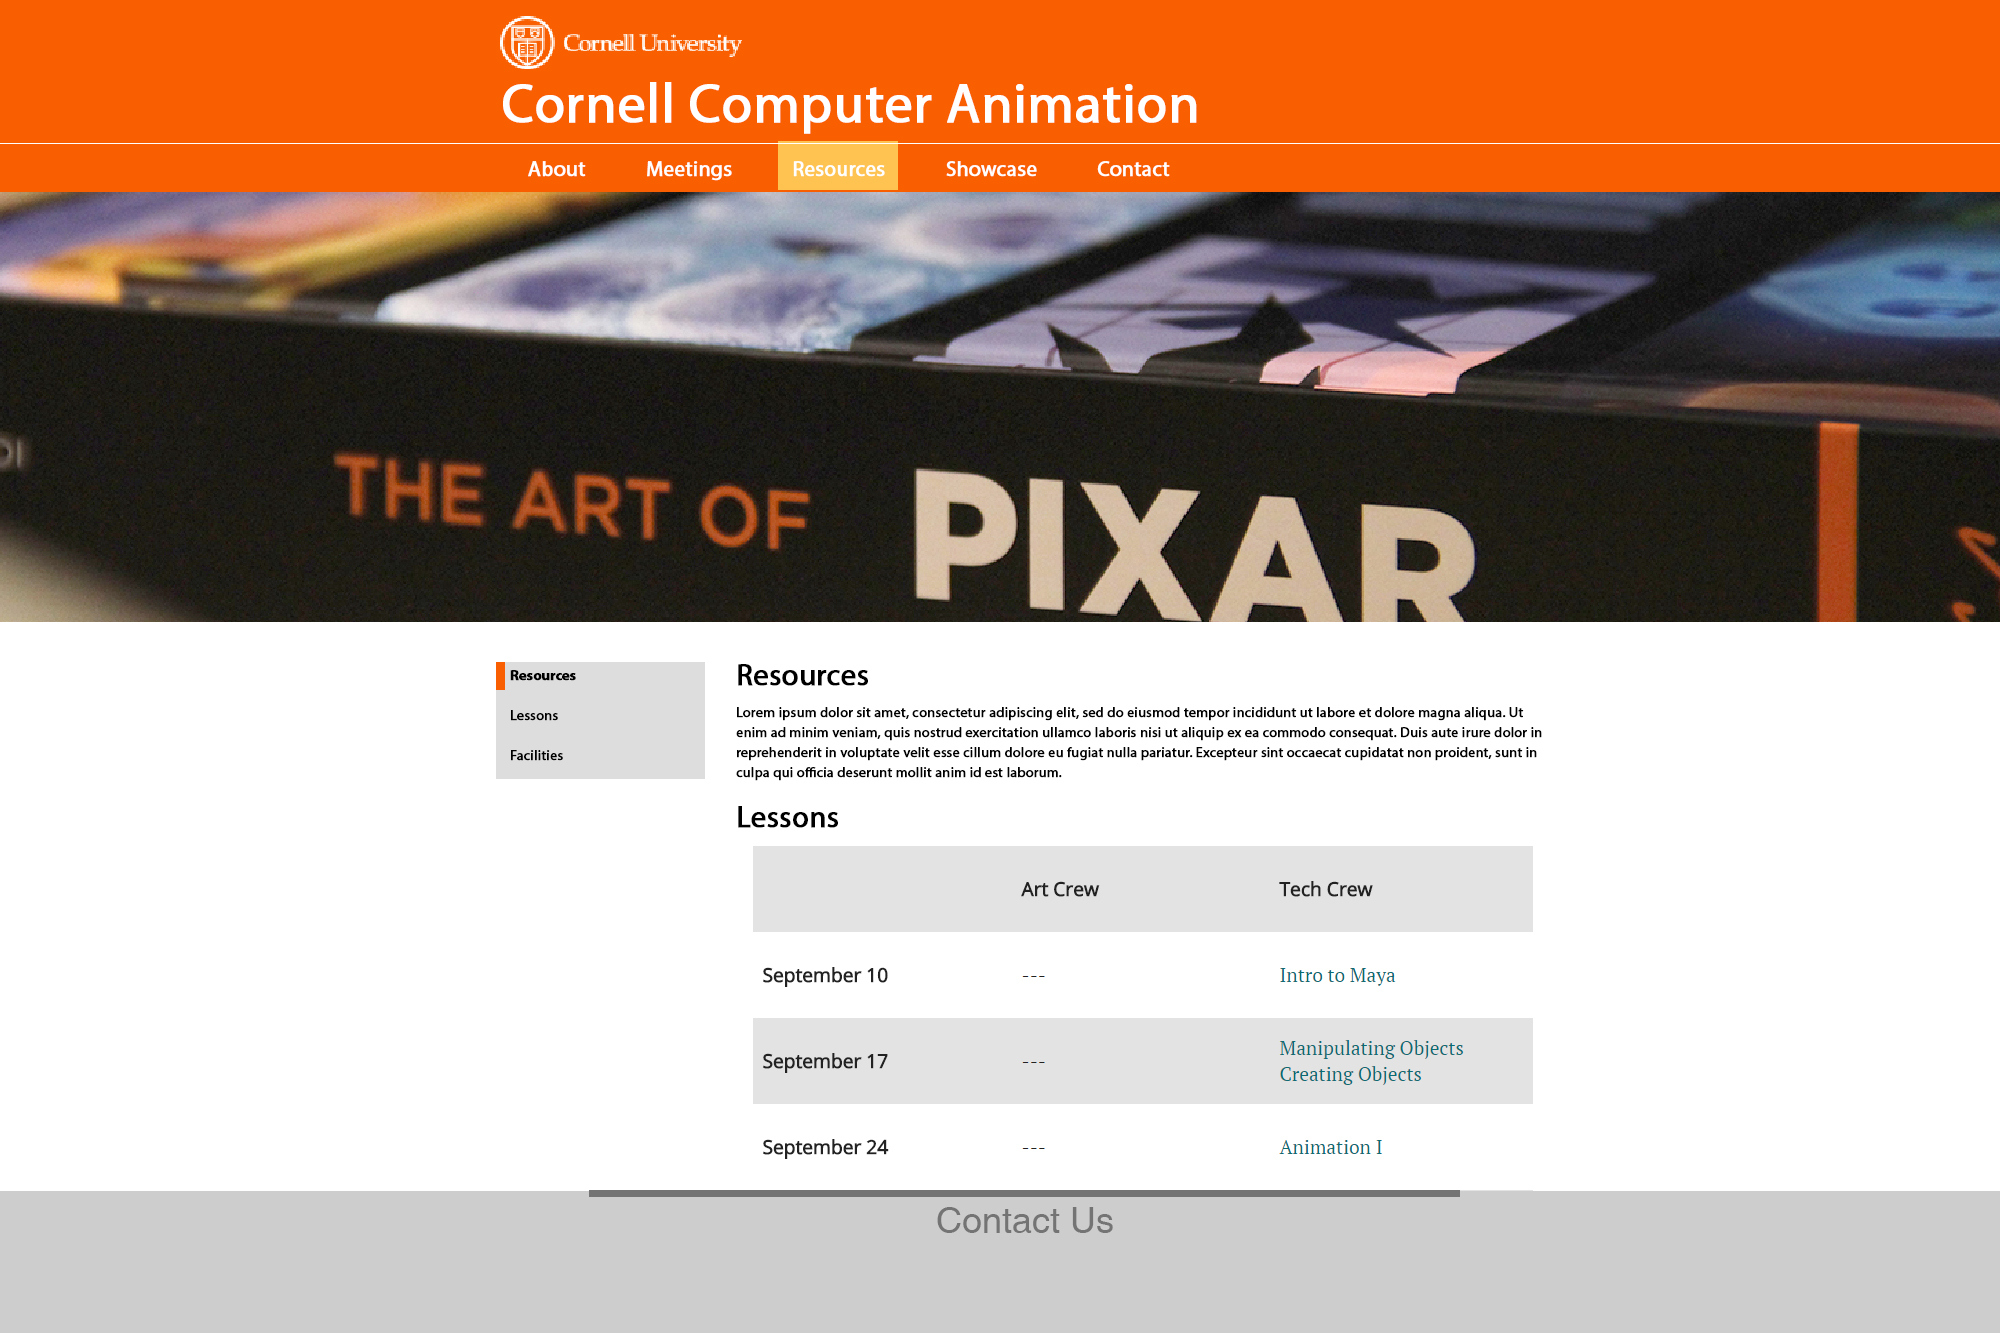 Cornell University
Cornell Computer Animation
About Meetings Resources Showcase Contact
THE ART OF PIXAR
Resources
Lessons
Facilities
Resources
Lorem ipsum dolor sit amet, consectetur adipiscing elit, sed do eiusmod tempor incididunt ut labore et dolore magna aliqua. Ut
enim ad minim veniam, quis nostrud exercitation ullamco laboris nisi ut aliquip ex ea commodo consequat. Duis aute irure dolor in
reprehenderit in voluptate velit esse cillum dolore eu fugiat nulla pariatur. Excepteur sint occaecat cupidatat non proident, sunt in
culpa qui officia deserunt mollit anim id est laborum.
Lessons
Art Crew Tech Crew
September 10 --- Intro to Maya
September 17 --- Manipulating Objects
Creating Objects
September 24 --- Animation I
Contact Us